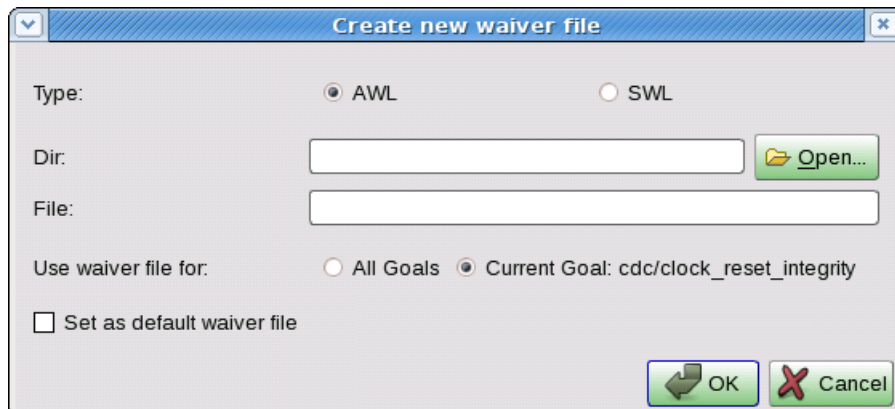 Create new waiver file
Type: AWL SWL
Dir: Open...
File:
Use waiver file for: All Goals Current Goal: cdc/clock_reset_integrity
Set as default waiver file
OK Cancel